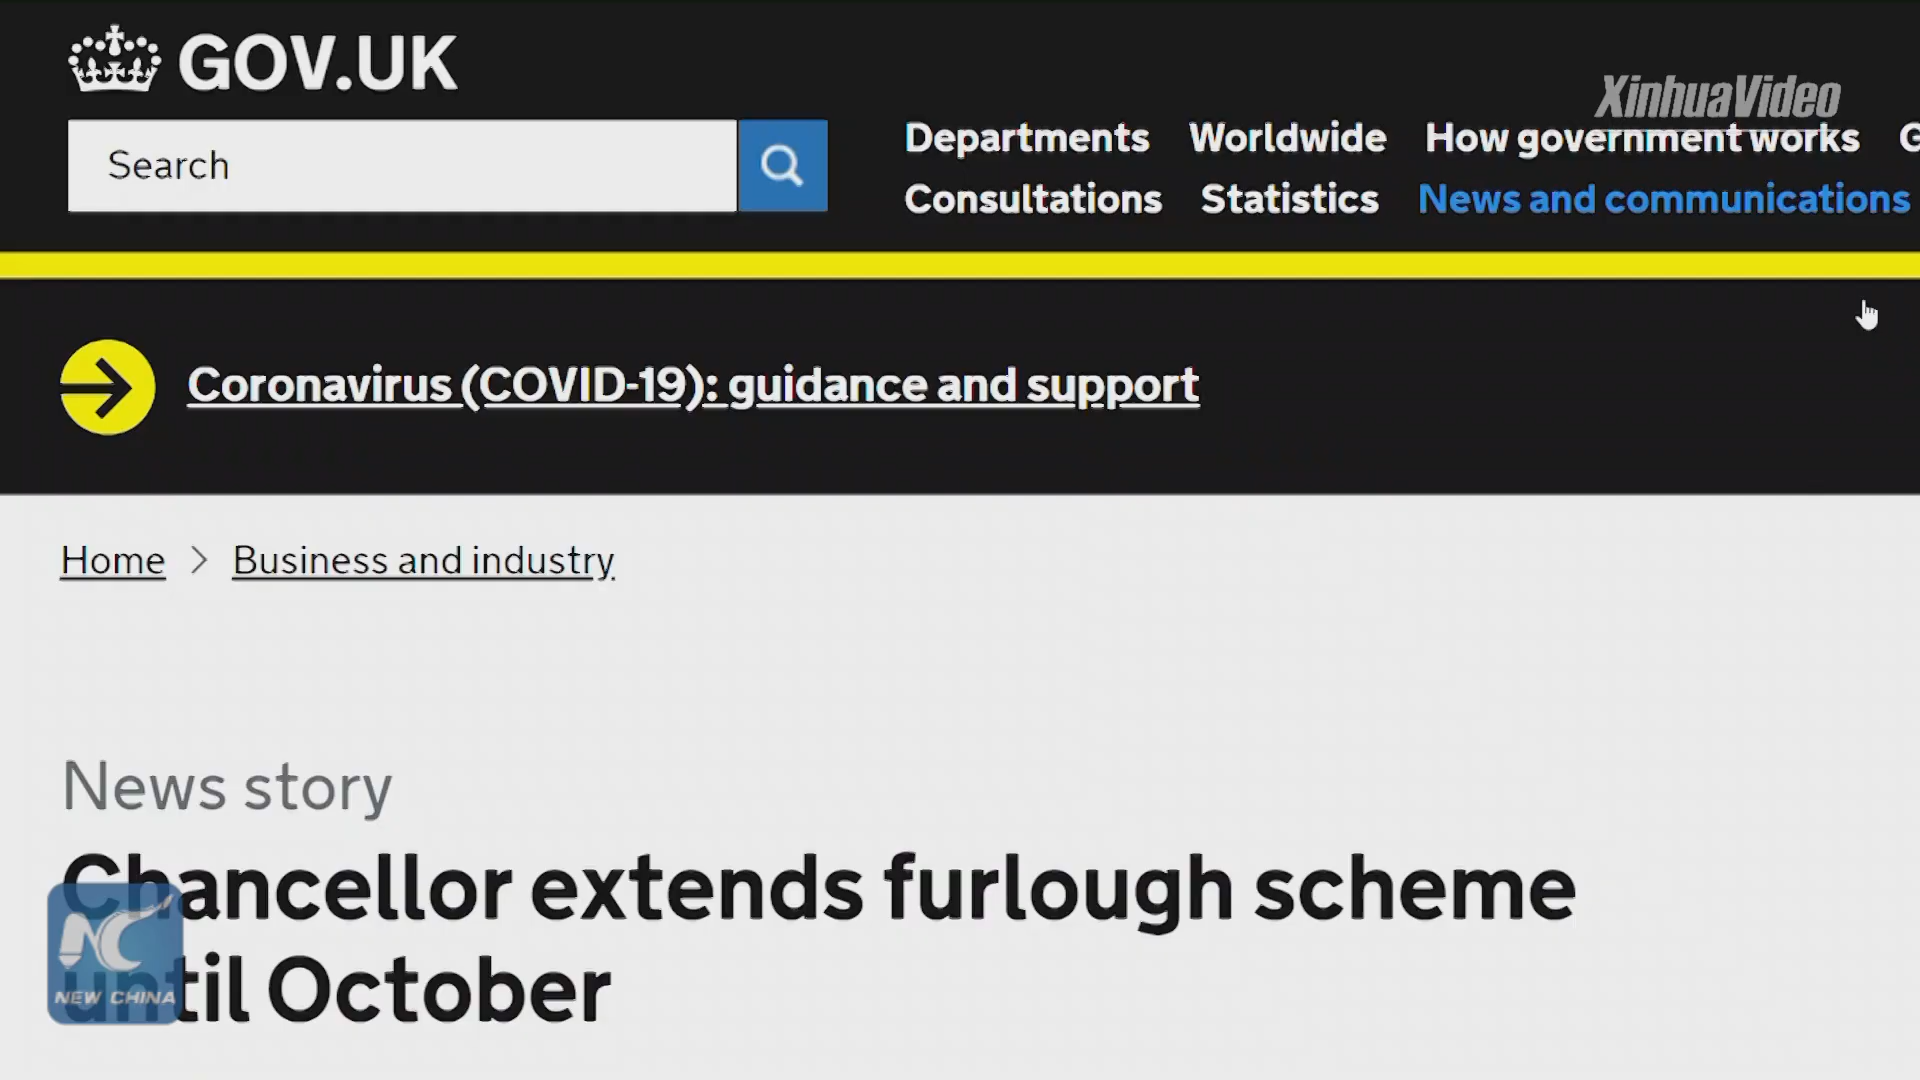 GOV.UK
XinhuaVideo
Search
Departments Worldwide How government works G
Consultations Statistics News and communications
Coronavirus (COVID-19): guidance and support
Home > Business and industry
News story
Chancellor extends furlough scheme
until October
NEW CHINA